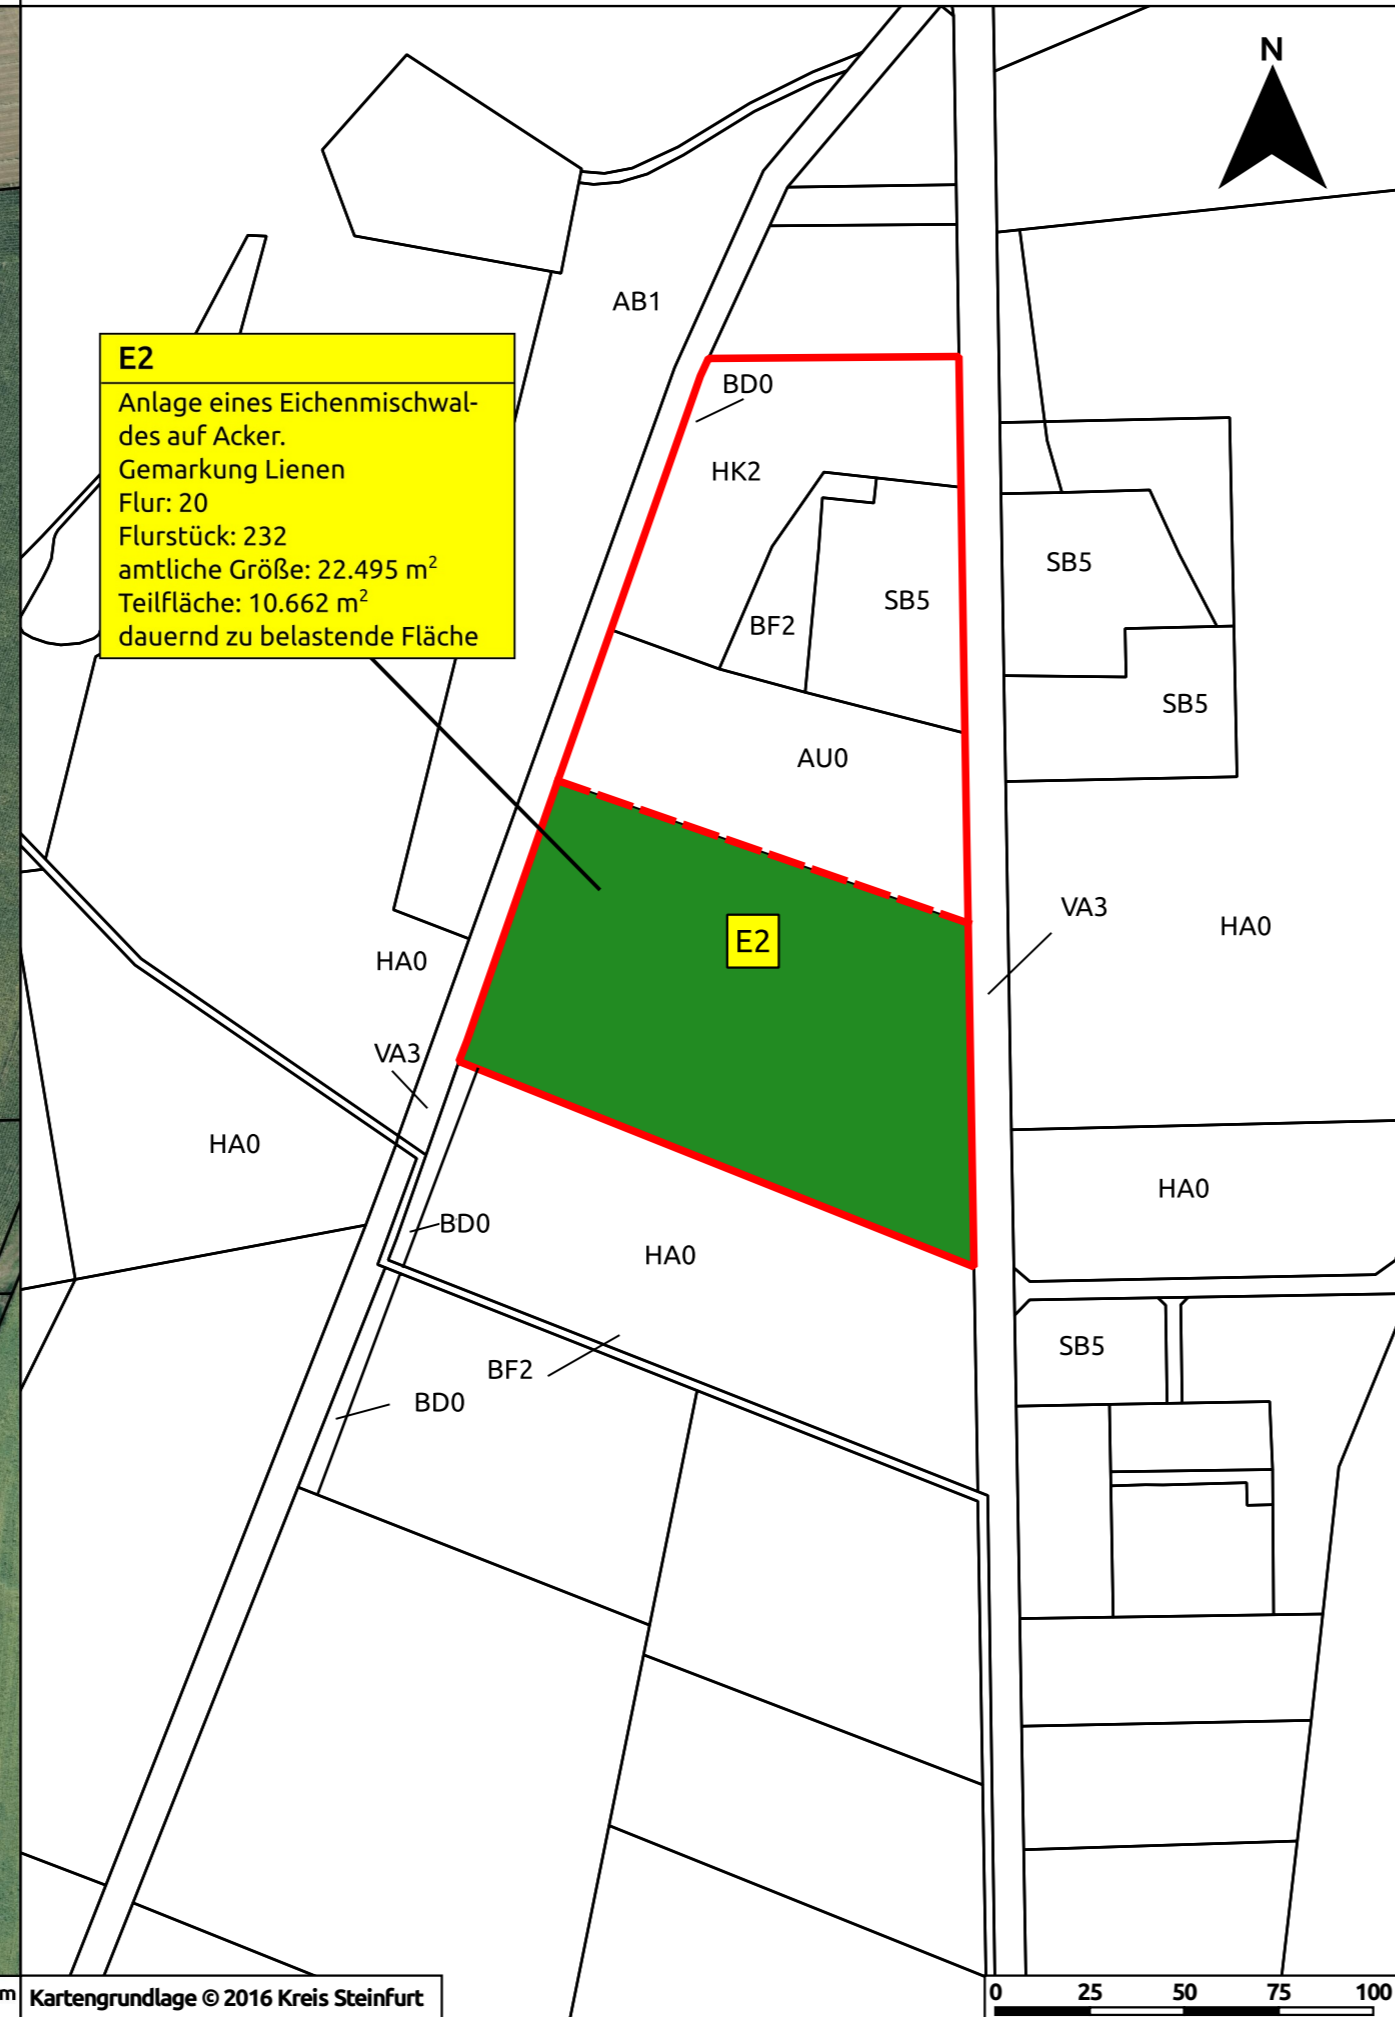 N
AB1
E2
Anlage eines Eichenmischwal-
des auf Acker.
Gemarkung Lienen
Flur: 20
Flurstück: 232
amtliche Größe: 22.495 m²
Teilfläche: 10.662 m²
dauernd zu belastende Fläche
BD0
HK2
SB5
SB5
BF2
SB5
AU0
VA3
HA0
E2
HA0
VA3
HA0
HA0
BD0
HA0
SB5
BF2
BD0
m
Kartengrundlage © 2016 Kreis Steinfurt
0 25 50 75 100